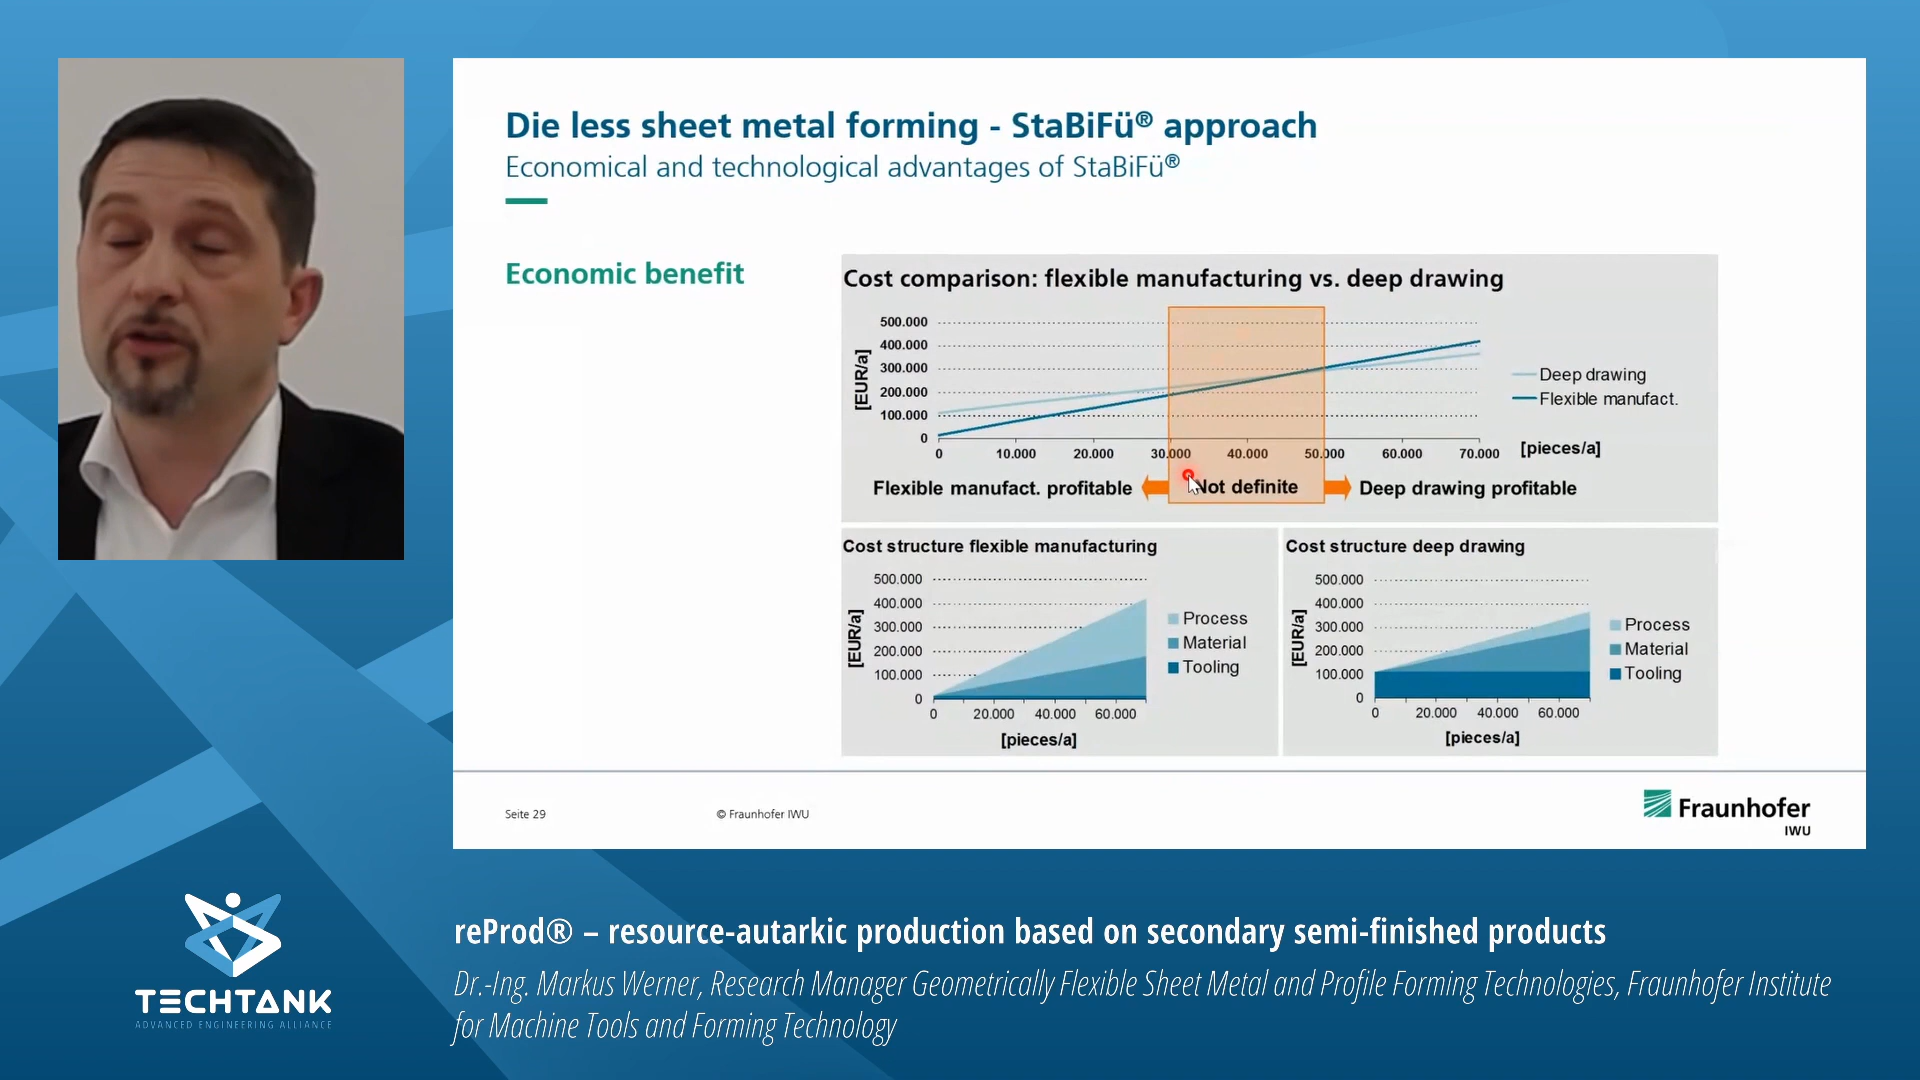 Die less sheet metal forming - StaBiFü® approach
Economical and technological advantages of StaBiFü®
Economic benefit
Cost comparison: flexible manufacturing vs. deep drawing
500.000
400.000
300.000
200.000
100.000
0
[EUR/a]
0 10.000 20.000 30.000 40.000 50.000 60.000 70.000 [pieces/a]
Deep drawing
Flexible manufact.
Flexible manufact. profitable Not definite Deep drawing profitable
Cost structure flexible manufacturing
500.000
400.000
300.000
200.000
100.000
0
[EUR/a]
0 20.000 40.000 60.000
[pieces/a]
Process
Material
Tooling
Cost structure deep drawing
500.000
400.000
300.000
200.000
100.000
0
[EUR/a]
0 20.000 40.000 60.000
[pieces/a]
Process
Material
Tooling
Seite 29 © Fraunhofer IWU
Fraunhofer
IWU
TECHTANK
ADVANCED ENGINEERING ALLIANCE
reProd® – resource-autarkic production based on secondary semi-finished products
Dr.-Ing. Markus Werner, Research Manager Geometrically Flexible Sheet Metal and Profile Forming Technologies, Fraunhofer Institute
for Machine Tools and Forming Technology